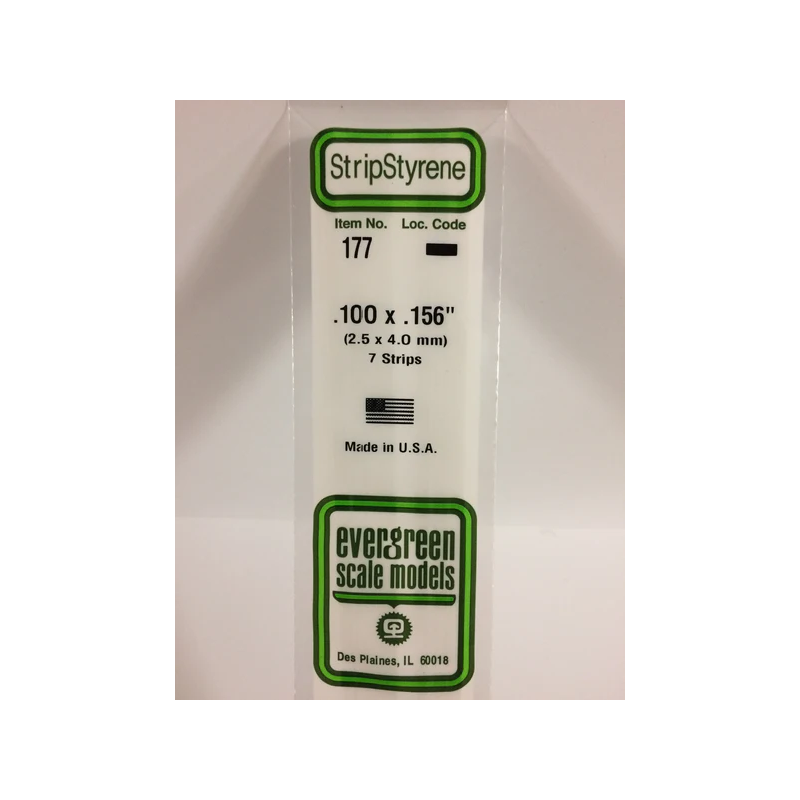 StripStyrene
Item No. Loc. Code
177
.100 x .156"
(2.5 x 4.0 mm)
7 Strips
Made in U.S.A.
evergreen
scale models
Des Plaines, IL 60018